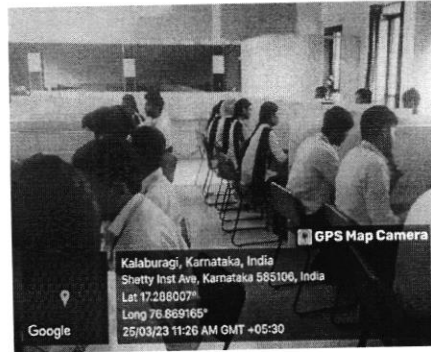 GPS Map Camera
Kalaburagi, Karnataka, India
Shetty Inst Ave, Karnataka 585106, India
Lat 17.288007°
Long 76.869165°
25/03/23 11:26 AM GMT +05:30
Google